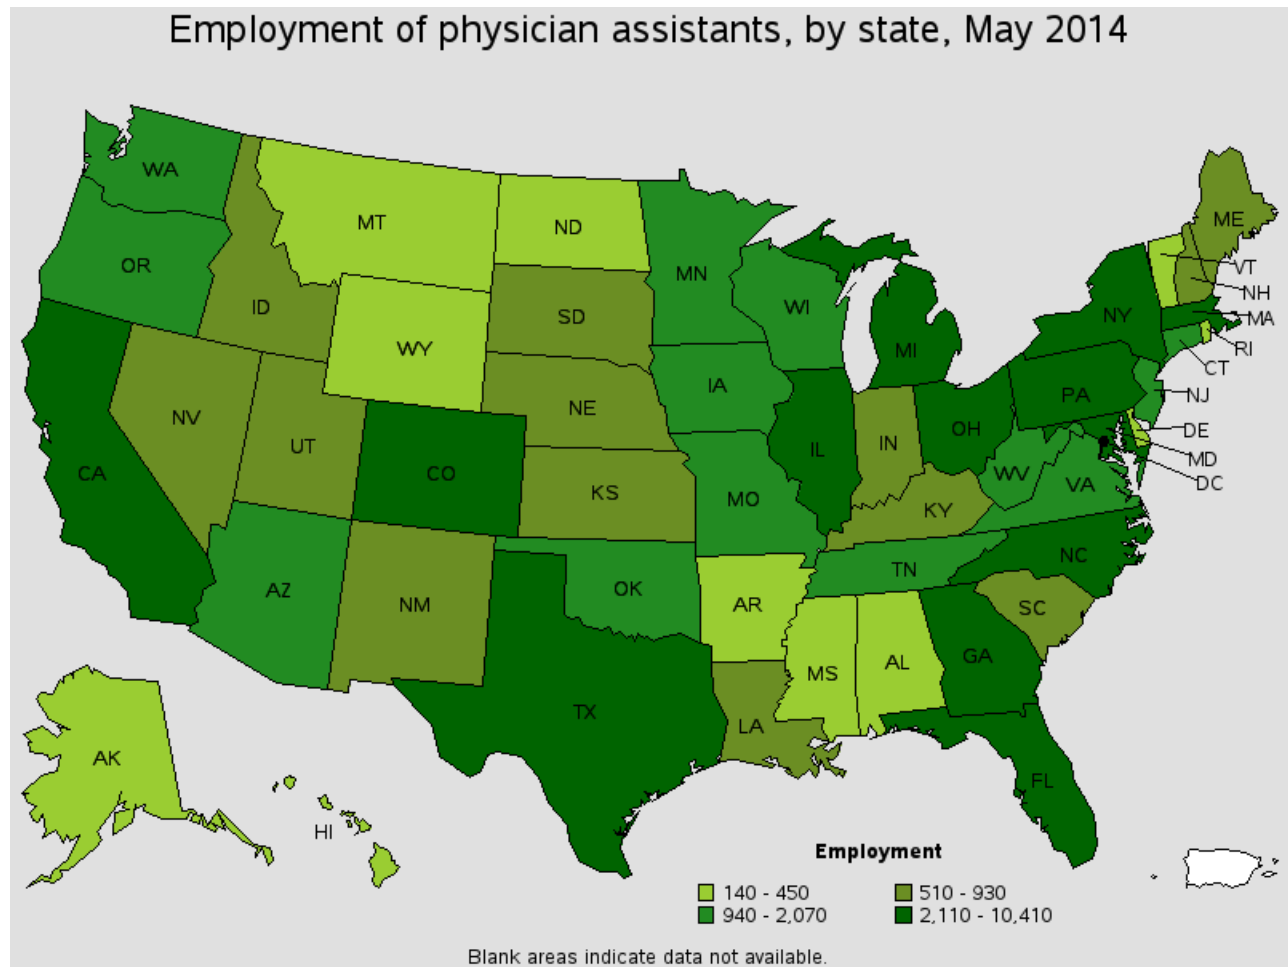 Employment of physician assistants, by state, May 2014
WA
MT
ND
ME
OR
MN
VT
ID
SD
WI
NH
WY
MI
NY
MA
RI
CT
IA
PA
NJ
NV
NE
UT
IL
IN
OH
DE
CA
CO
MD
WV
DC
KS
MO
VA
KY
NC
AZ
NM
OK
TN
AR
SC
MS
AL
GA
TX
LA
AK
FL
HI
Employment
140 - 450
510 - 930
940 - 2,070
2,110 - 10,410
Blank areas indicate data not available.